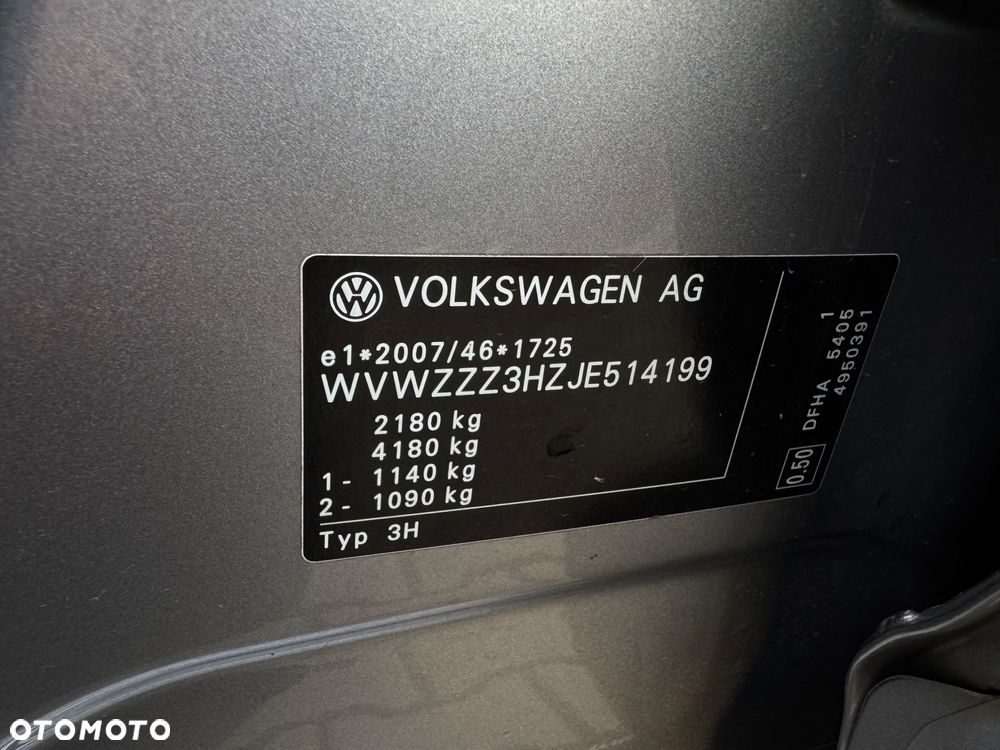 VOLKSWAGEN AG
e1*2007/46*1725
WVWZZZ3HZJE514199
2180 kg
4180 kg
1 - 1140 kg
2 - 1090 kg
Typ 3H
0.50 DFHA 5405 1
4950391
OTOMOTO